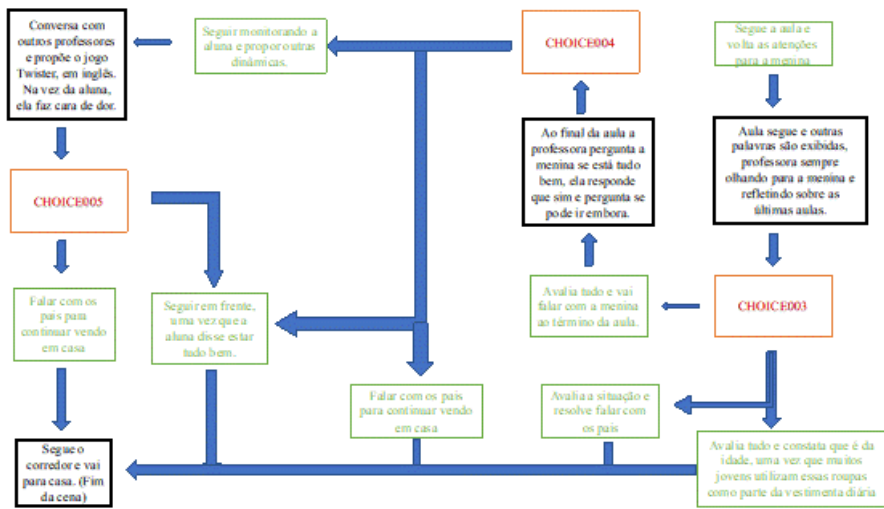 Conversa com
outros professores
e propõe o jogo
Twister, em inglês.
Na vez da aluna,
ela faz cara de dor.
Seguir monitorando a
aluna e propor outras
dinâmicas.
CHOICE004
Segue a aula e
volta as atenções
para a menina
Ao final da aula a
professora pergunta a
menina se está tudo
bem, ela responde
que sim e pergunta se
pode ir embora.
Aula segue e outras
palavras são exibidas,
professora sempre
olhando para a menina e
refletindo sobre as
últimas aulas.
CHOICE005
Falar com os
pais para
continuar vendo
em casa
Seguir em frente,
uma vez que a
aluna disse estar
tudo bem.
Avalia tudo e vai
falar com a menina
ao término da aula.
CHOICE003
Falar com os pais
para continuar vendo
em casa
Avalia a situação e
resolve falar com
os pais
Segue o
corredor e vai
para casa. (Fim
da cena)
Avalia tudo e constata que é da
idade, uma vez que muitos
jovens utilizam essas roupas
como parte da vestimenta diária